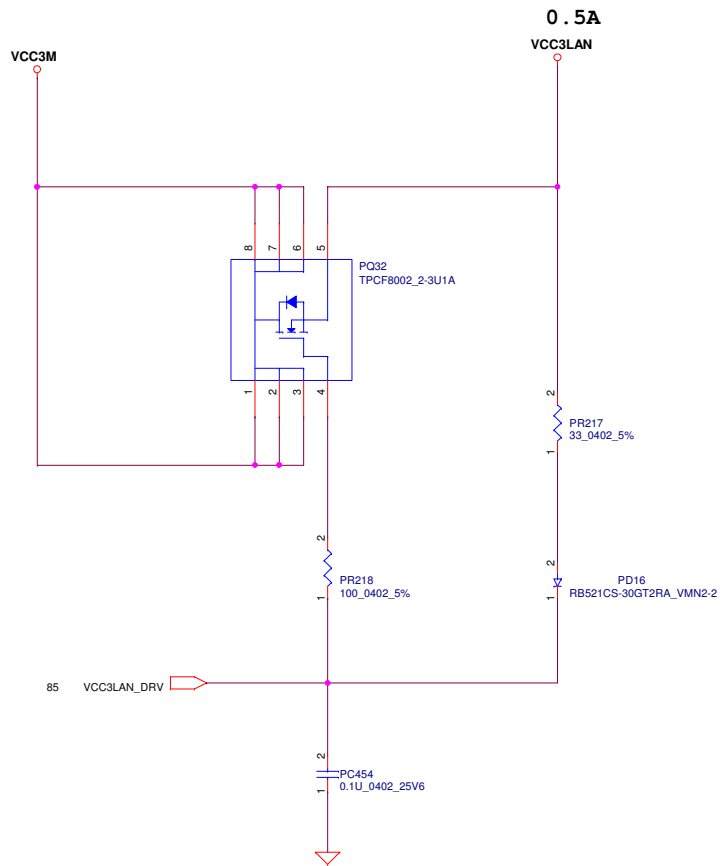 0.5A
VCC3LAN
VCC3M
8
7
6
5
PQ32
TPCF8002_2-3U1A
1
2
3
4
2
PR217
33_0402_5%
1
2
PR218
100_0402_5%
1
2
PD16
RB521CS-30GT2RA_VMN2-2
1
85 VCC3LAN_DRV
2
PC454
0.1U_0402_25V6
1